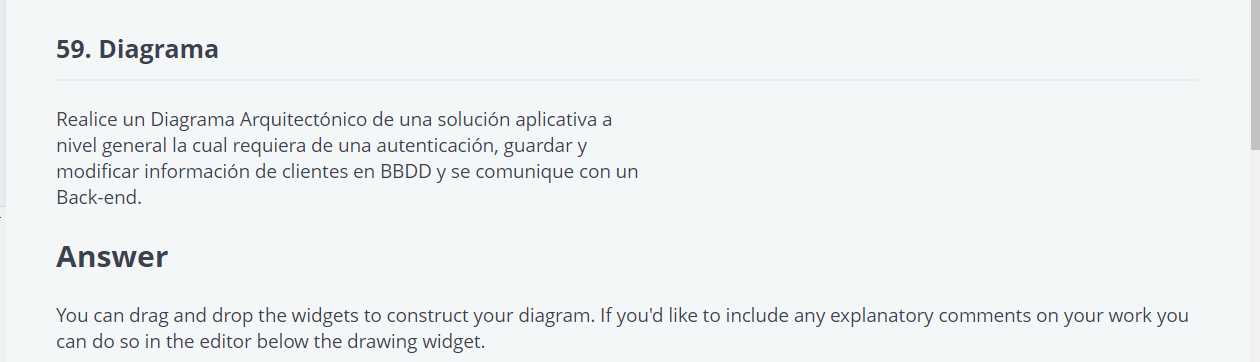 59. Diagrama
Realice un Diagrama Arquitectónico de una solución aplicativa a
nivel general la cual requiera de una autenticación, guardar y
modificar información de clientes en BBDD y se comunique con un
Back-end.
Answer
You can drag and drop the widgets to construct your diagram. If you'd like to include any explanatory comments on your work you
can do so in the editor below the drawing widget.